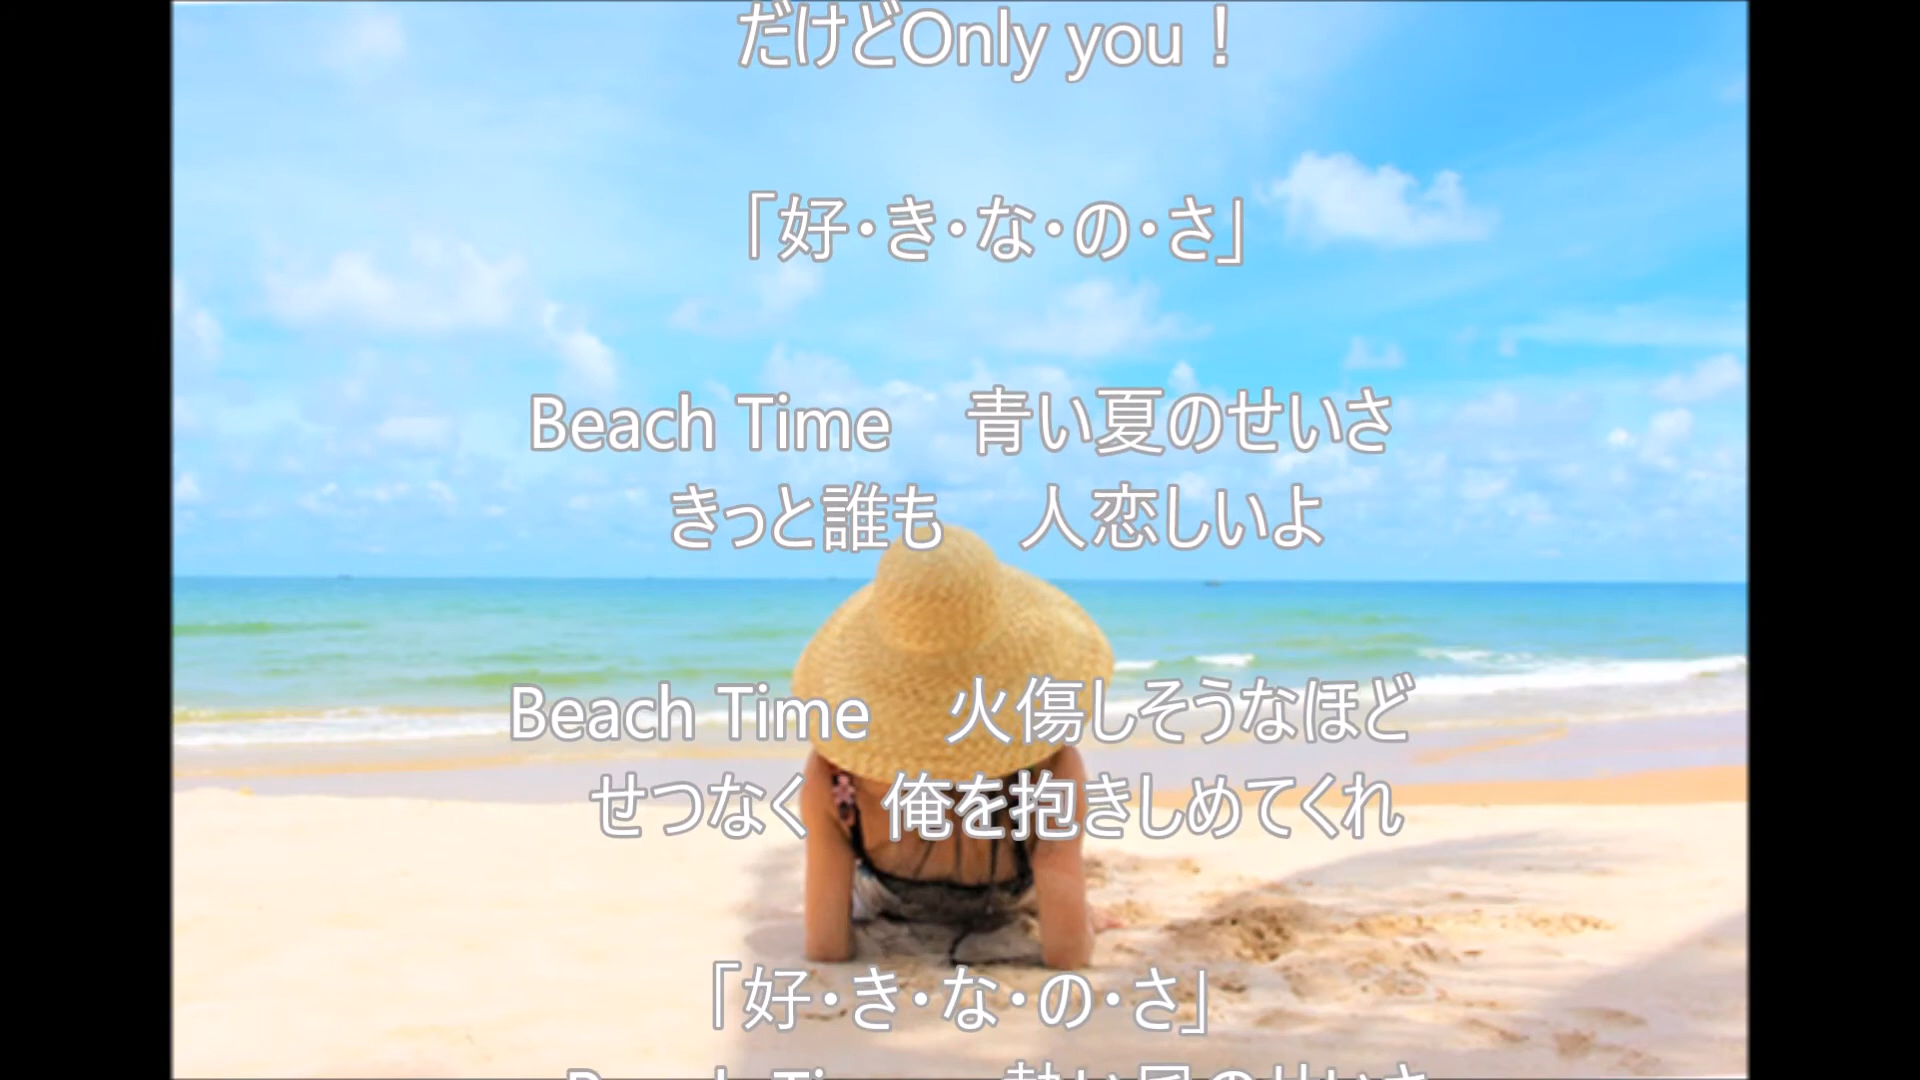 だけどOnly you！
「好・き・な・の・さ」
Beach Time　青い夏のせいさ
きっと誰も　人恋しいよ
Beach Time　火傷しそうなほど
せつなく　俺を抱きしめてくれ
「好・き・な・の・さ」
Beach Time